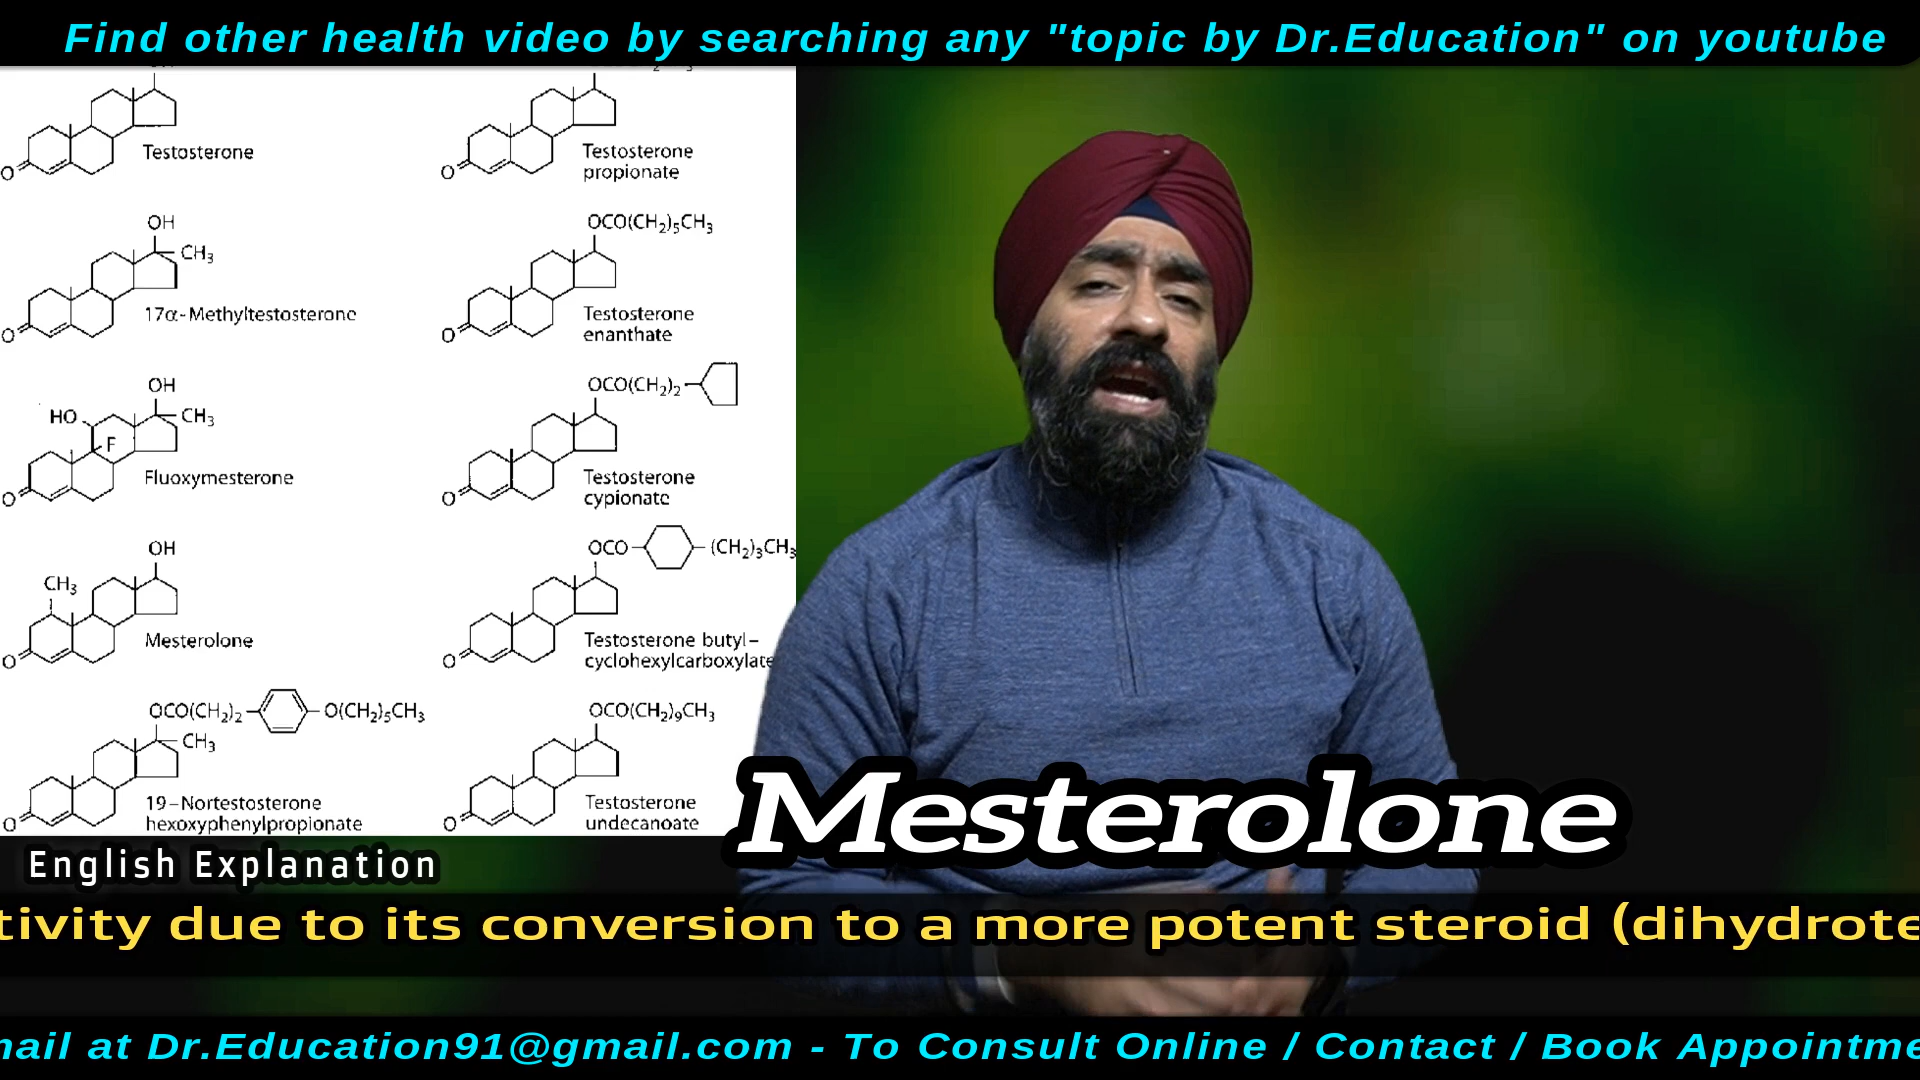 Find other health video by searching any "topic by Dr.Education" on youtube
Testosterone
O
Testosterone
propionate
O
OH
CH3
17α-Methyltestosterone
O
OCO(CH2)5CH3
Testosterone
enanthate
O
OH
HO
CH3
F
Fluoxymesterone
O
OCO(CH2)2
Testosterone
cypionate
O
OH
CH3
Mesterolone
O
OCO
(CH2)3CH3
Testosterone butyl-
cyclohexylcarboxylate
O
OCO(CH2)2
O(CH2)5CH3
CH3
19-Nortestosterone
hexoxyphenylpropionate
O
OCO(CH2)9CH3
Testosterone
undecanoate
O
Mesterolone
English Explanation
tivity due to its conversion to a more potent steroid (dihydrote
mail at Dr.Education91@gmail.com - To Consult Online / Contact / Book Appointme